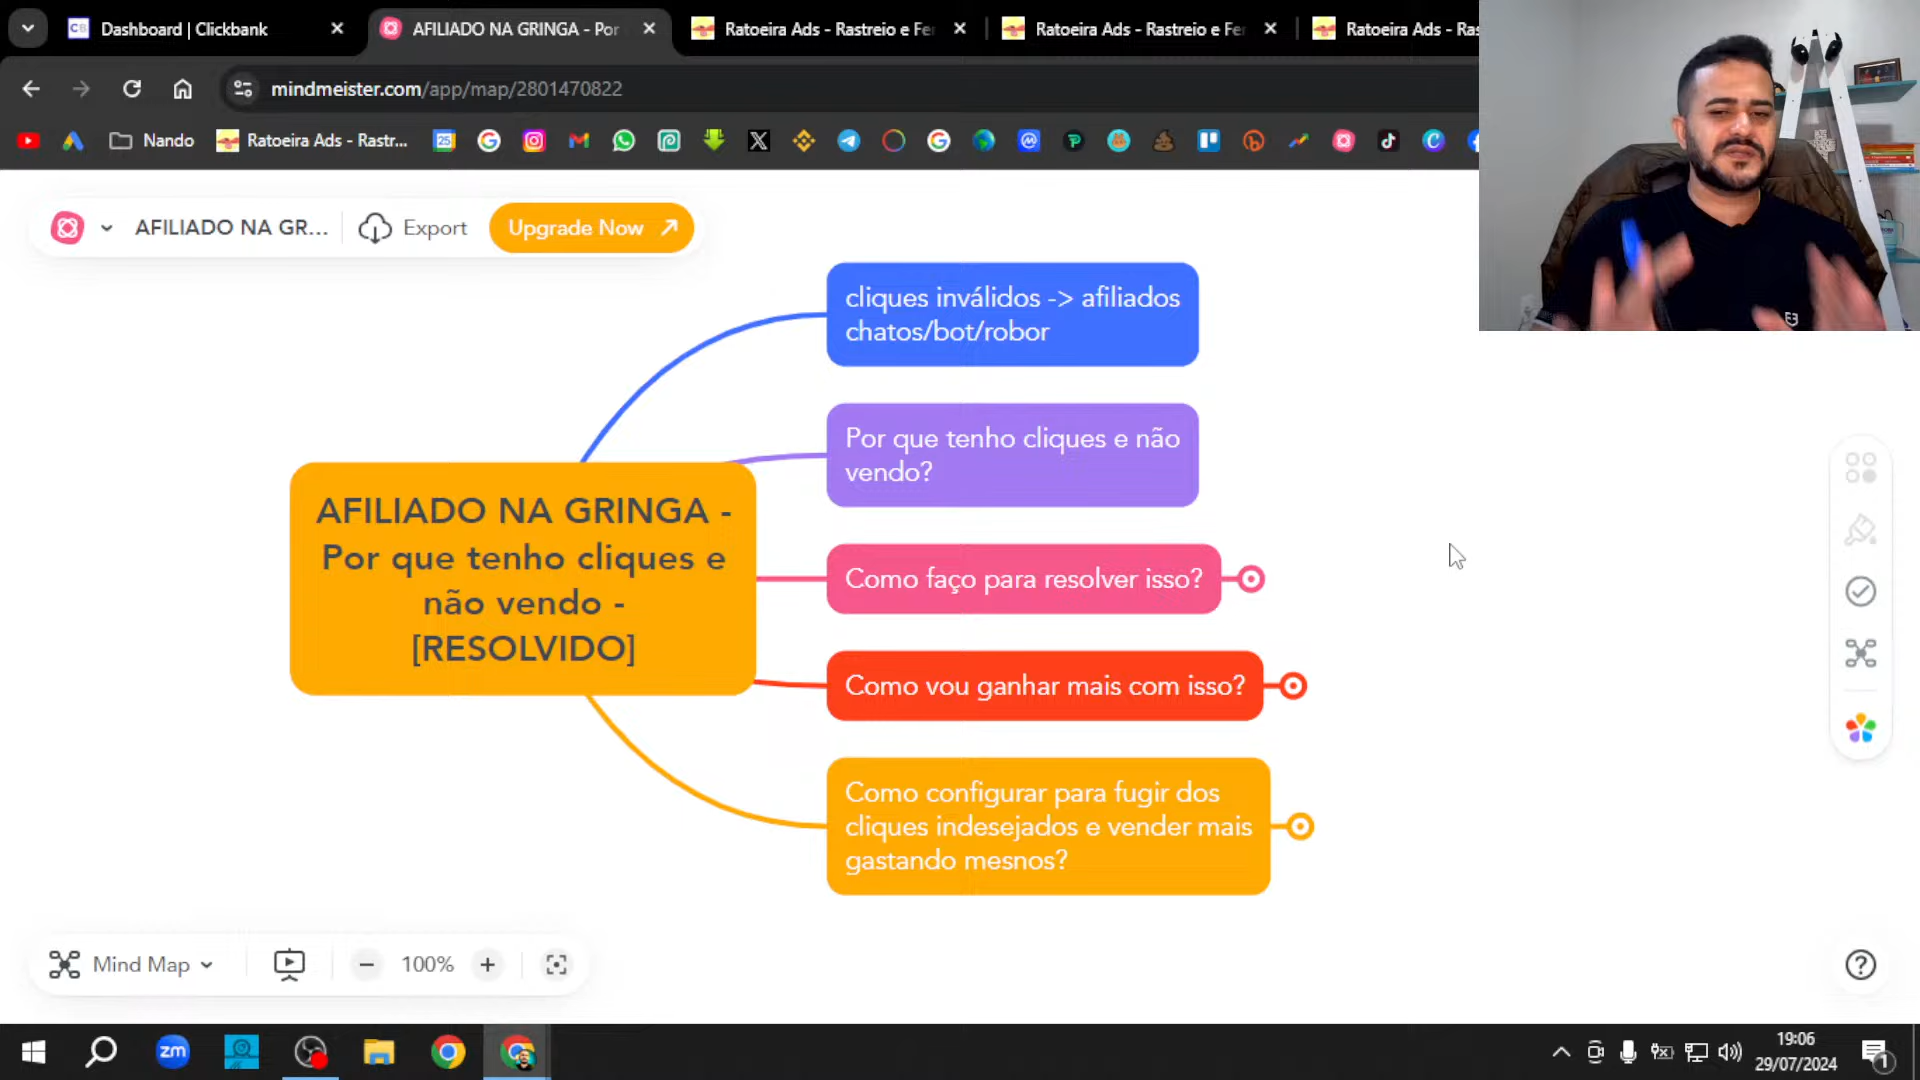 Dashboard | Clickbank
AFILIADO NA GRINGA - Por
Ratoeira Ads - Rastreio e Fer
Ratoeira Ads - Rastreio e Fer
Ratoeira Ads - Ras
mindmeister.com/app/map/2801470822
Nando
Ratoeira Ads - Rastr...
AFILIADO NA GR...
Export
Upgrade Now
cliques inválidos -> afiliados
chatos/bot/robor
Por que tenho cliques e não
vendo?
Como faço para resolver isso?
Como vou ganhar mais com isso?
Como configurar para fugir dos
cliques indesejados e vender mais
gastando mesnos?
AFILIADO NA GRINGA -
Por que tenho cliques e
não vendo -
[RESOLVIDO]
Mind Map
100%
zm
19:06
29/07/2024
1